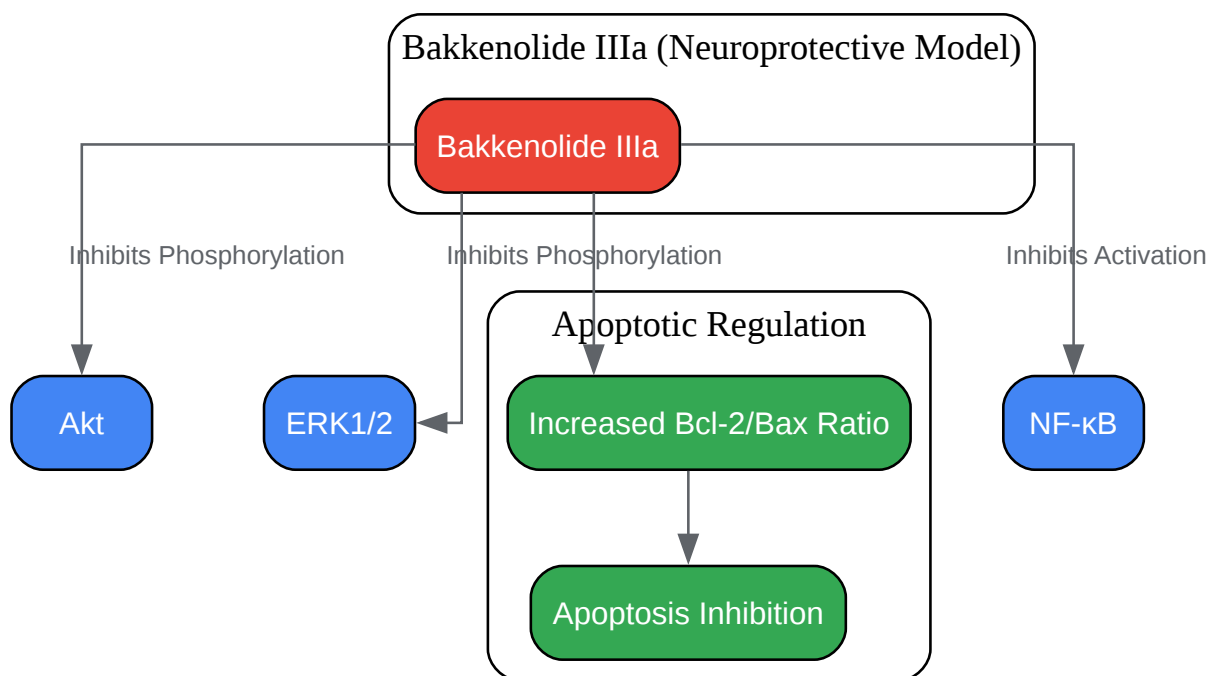 Bakkenolide IIIa (Neuroprotective Model)
Bakkenolide IIIa
Inhibits Phosphorylation
Inhibits Phosphorylation
Inhibits Activation
Apoptotic Regulation
Akt
ERK1/2
Increased Bcl-2/Bax Ratio
NF-κB
Apoptosis Inhibition